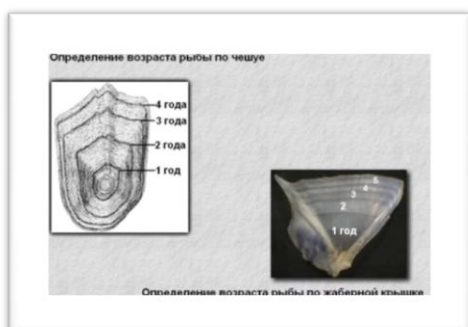 Определение возраста рыбы по чешуе
4 года
3 года
2 года
1 год
5
4
3
2
1 год
Определение возраста рыбы по жаберной крышке